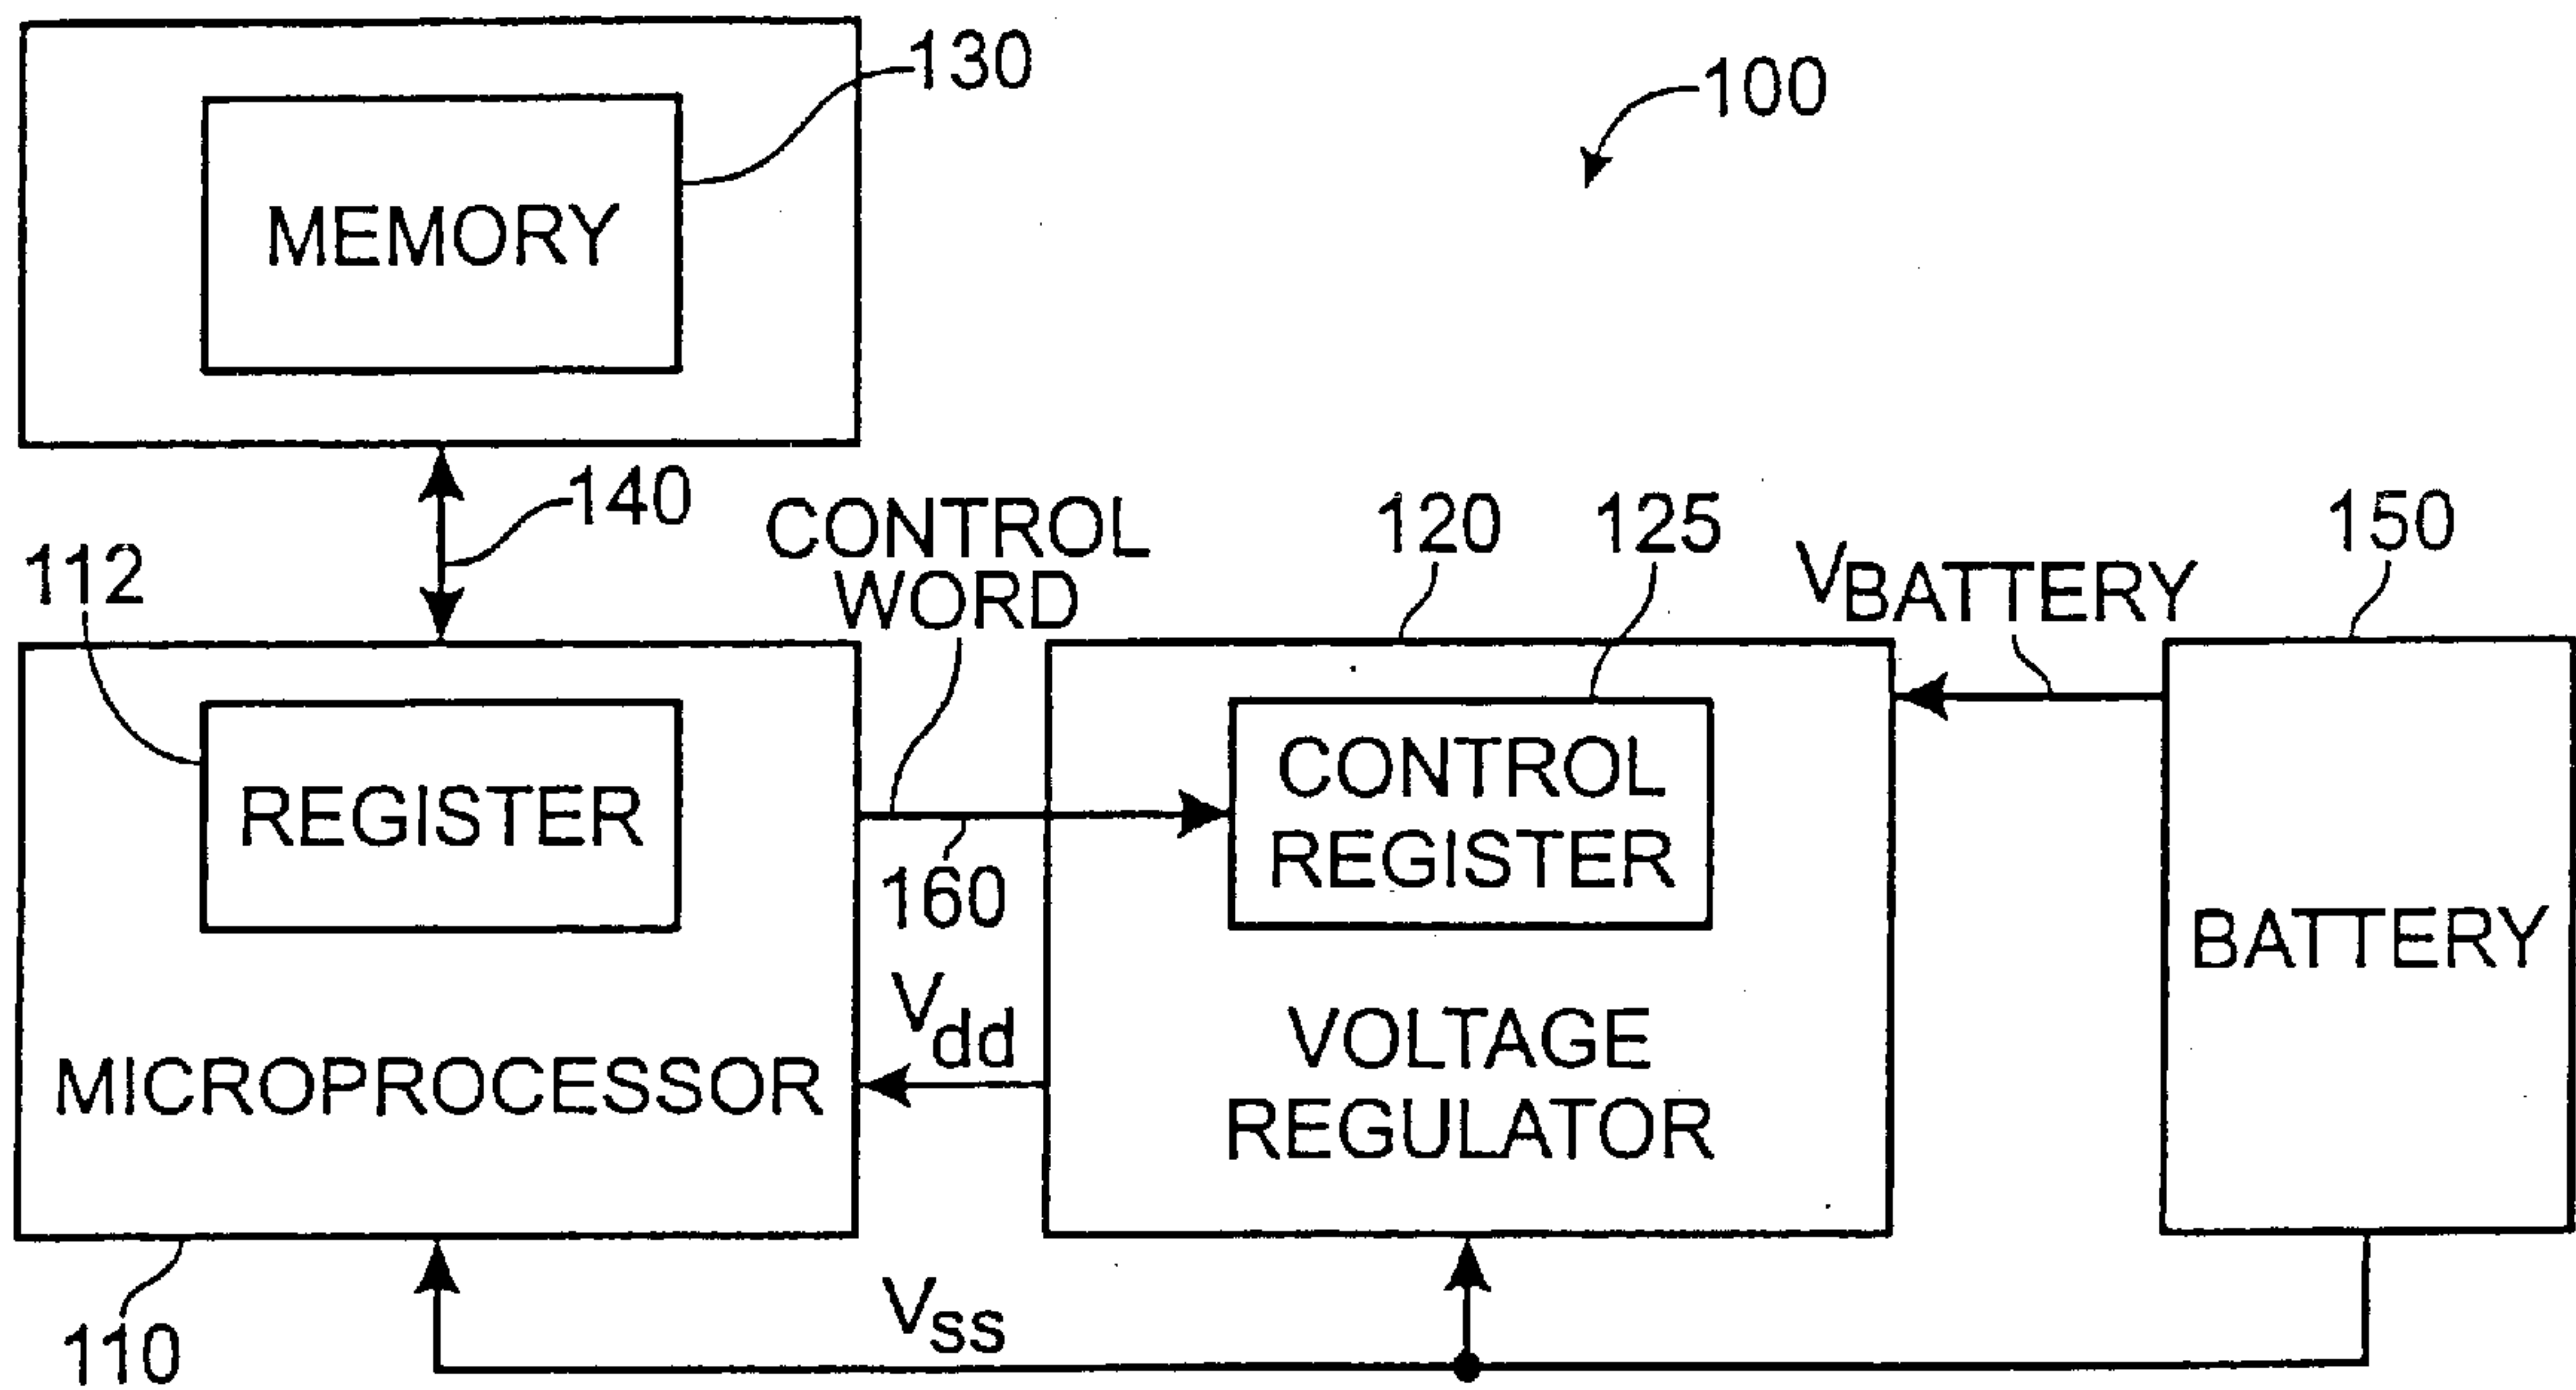 130
100
MEMORY
140
CONTROL
WORD
120
125
150
112
VBATTERY
REGISTER
CONTROL
REGISTER
160
BATTERY
Vdd
MICROPROCESSOR
VOLTAGE
REGULATOR
Vss
110